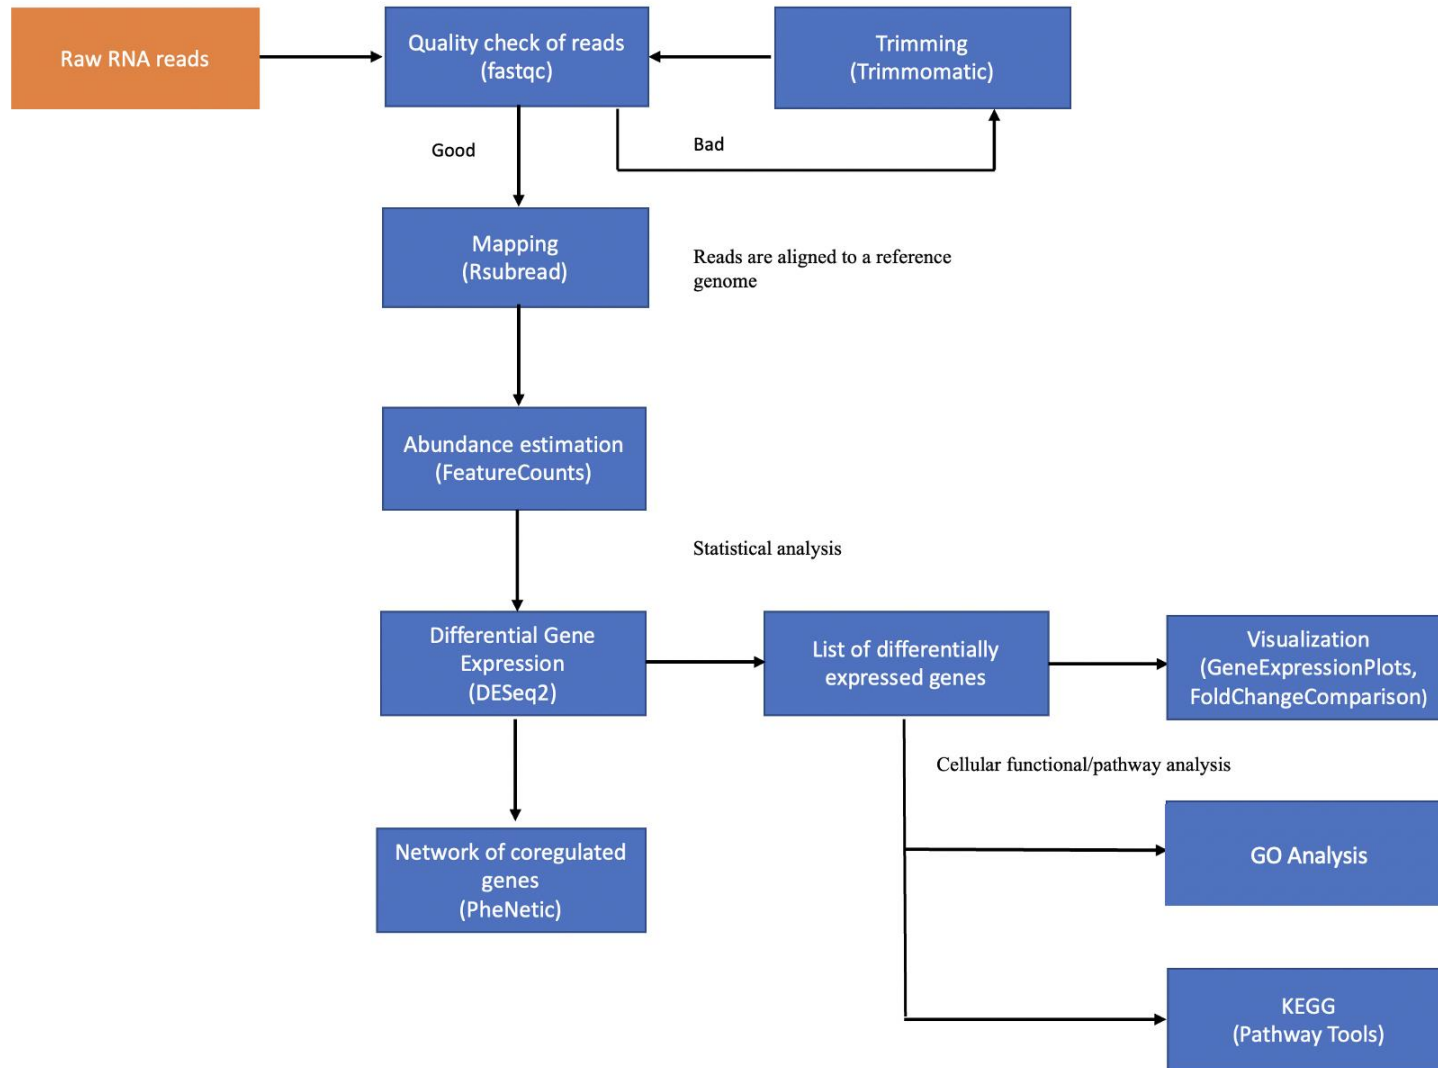 Raw RNA reads
Quality check of reads
(fastqc)
Trimming
(Trimmomatic)
Good
Bad
Mapping
(Rsubread)
Reads are aligned to a reference
genome
Abundance estimation
(FeatureCounts)
Statistical analysis
Differential Gene
Expression
(DESeq2)
List of differentially
expressed genes
Visualization
(GeneExpressionPlots,
FoldChangeComparison)
Cellular functional/pathway analysis
Network of coregulated
genes
(PheNetic)
GO Analysis
KEGG
(Pathway Tools)